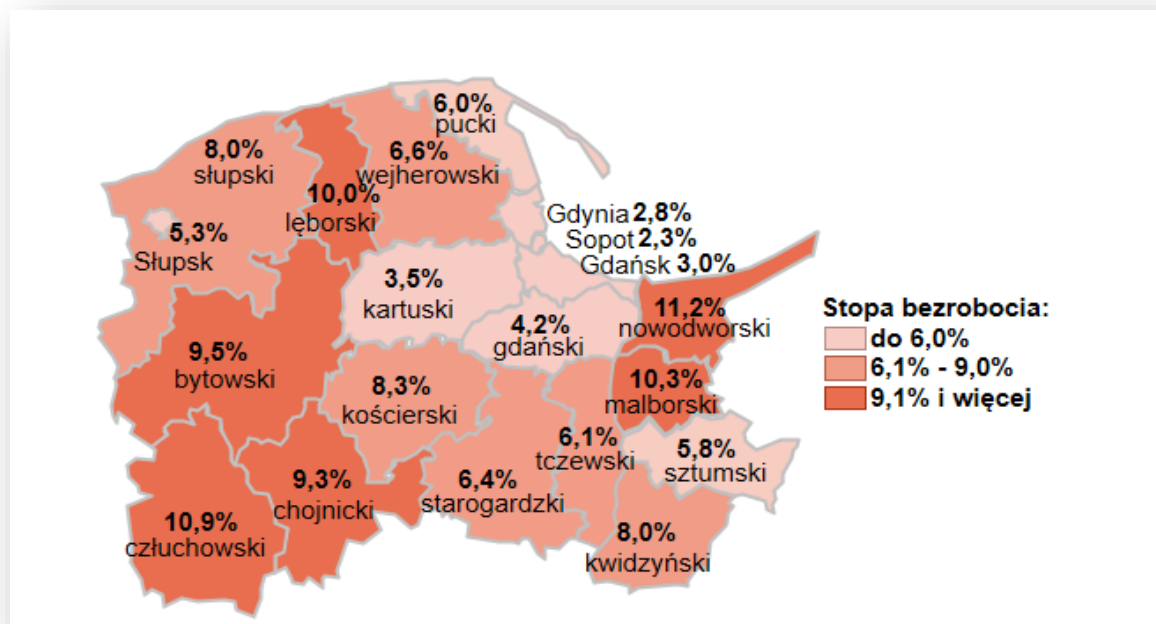 6,0%
pucki
8,0%
słupski
6,6%
wejherowski
10,0%
lęborski
Gdynia 2,8%
Sopot 2,3%
Gdańsk 3,0%
5,3%
Słupsk
3,5%
kartuski
4,2%
gdański
11,2%
nowodworski
Stopa bezrobocia:
do 6,0%
6,1% - 9,0%
9,1% i więcej
9,5%
bytowski
8,3%
kościerski
10,3%
malborski
6,1%
tczewski
5,8%
sztumski
9,3%
chojnicki
6,4%
starogardzki
10,9%
człuchowski
8,0%
kwidzyński